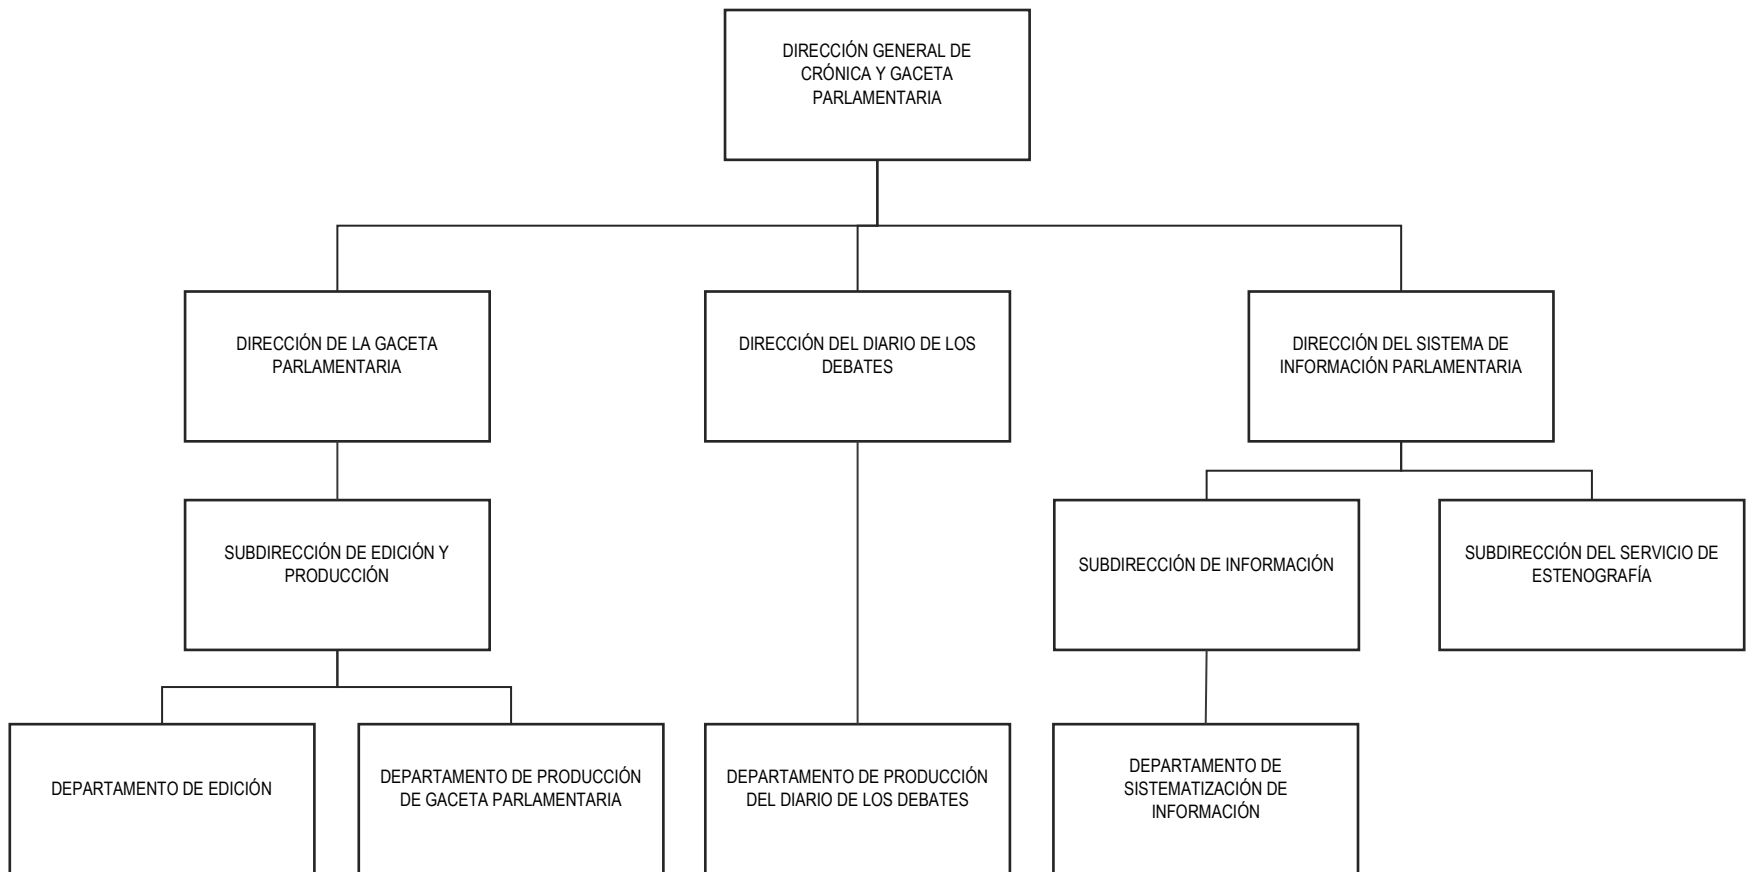 DIRECCIÓN GENERAL DE
CRÓNICA Y GACETA
PARLAMENTARIA
DIRECCIÓN DE LA GACETA
PARLAMENTARIA
DIRECCIÓN DEL DIARIO DE LOS
DEBATES
DIRECCIÓN DEL SISTEMA DE
INFORMACIÓN PARLAMENTARIA
SUBDIRECCIÓN DE EDICIÓN Y
PRODUCCIÓN
SUBDIRECCIÓN DE INFORMACIÓN
SUBDIRECCIÓN DEL SERVICIO DE
ESTENOGRAFÍA
DEPARTAMENTO DE EDICIÓN
DEPARTAMENTO DE PRODUCCIÓN
DE GACETA PARLAMENTARIA
DEPARTAMENTO DE PRODUCCIÓN
DEL DIARIO DE LOS DEBATES
DEPARTAMENTO DE
SISTEMATIZACIÓN DE
INFORMACIÓN